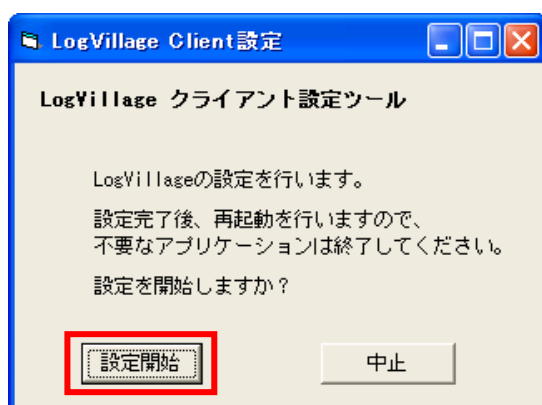 LogVillage Client設定
LogVillage クライアント設定ツール
LogVillageの設定を行います。
設定完了後、再起動を行いますので、
不要なアプリケーションは終了してください。
設定を開始しますか?
設定開始
中止